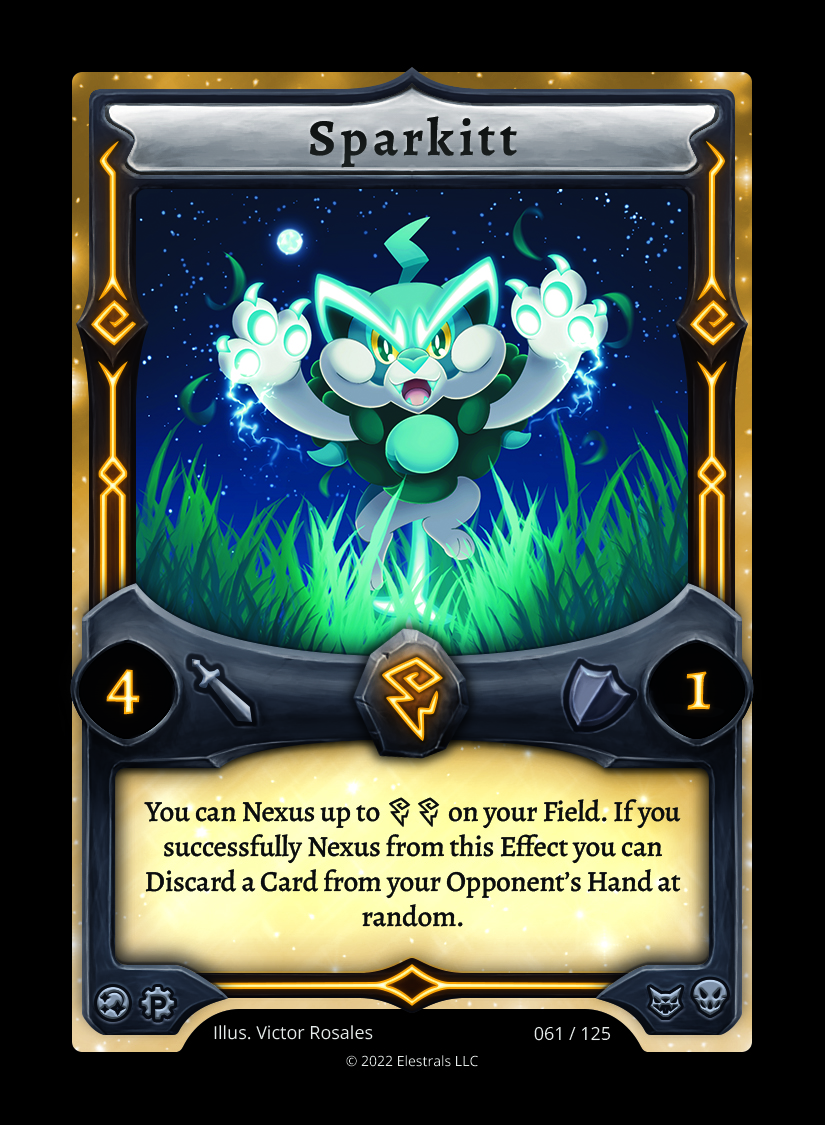 Sparkitt
4
1
You can Nexus up to on your Field. If you
successfully Nexus from this Effect you can
Discard a Card from your Opponent's Hand at
random.
P
Illus. Victor Rosales
061 / 125
© 2022 Elestrals LLC